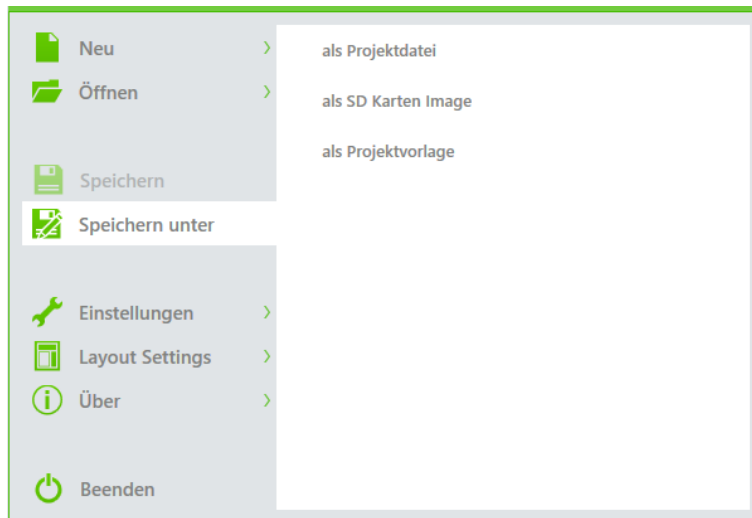 Neu
Öffnen
Speichern
Speichern unter
Einstellungen
Layout Settings
Über
Beenden
als Projektdatei
als SD Karten Image
als Projektvorlage